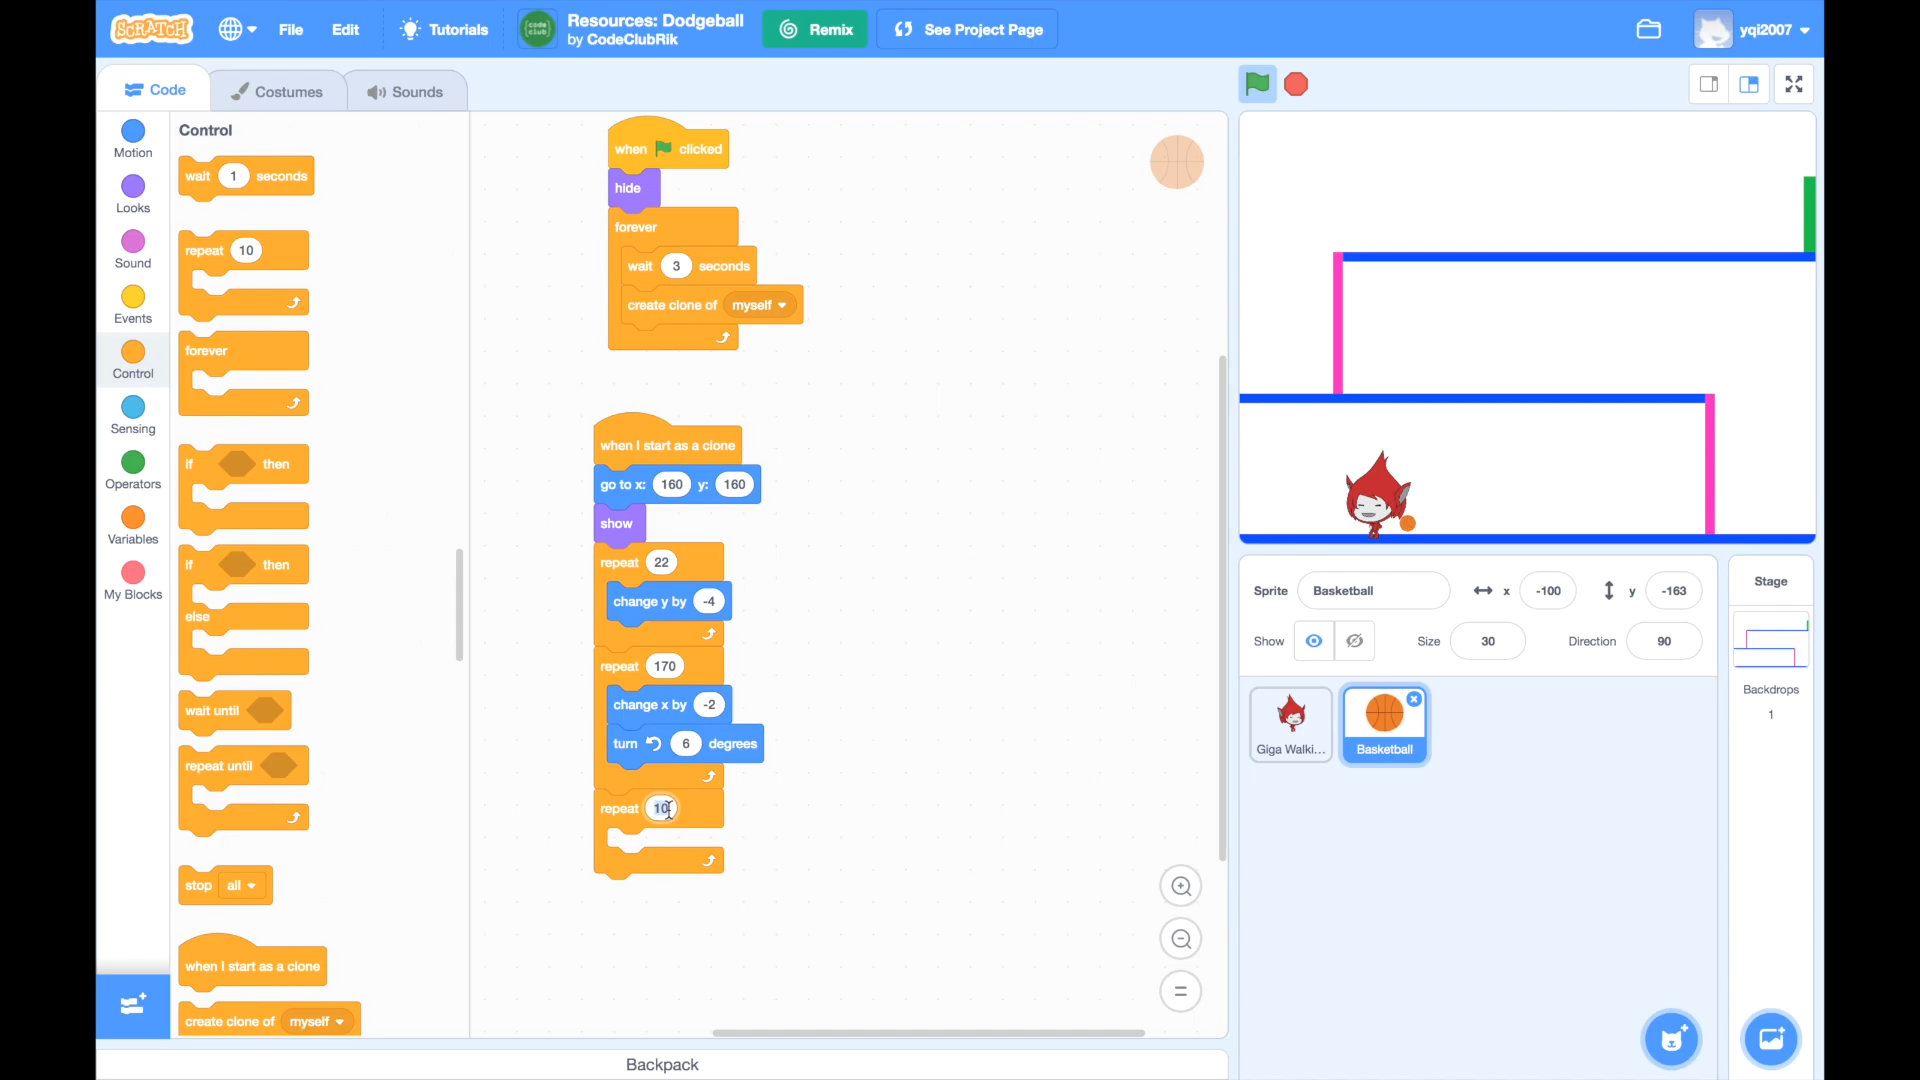 SCRATCH
File
Edit
Tutorials
code club
Resources: Dodgeball
by CodeClubRik
Remix
See Project Page
yqi2007
Code
Costumes
Sounds
Motion
Looks
Sound
Events
Control
Sensing
Operators
Variables
My Blocks
Control
wait 1 seconds
repeat 10
forever
if then
if then
else
wait until
repeat until
stop all
when I start as a clone
create clone of myself
when clicked
hide
forever
wait 3 seconds
create clone of myself
when I start as a clone
go to x: 160 y: 160
show
repeat 22
change y by -4
repeat 170
change x by -2
turn 6 degrees
repeat 10
Backpack
Sprite Basketball x -100 y -163
Show Size 30 Direction 90
Giga Walki...
Basketball
Stage
Backdrops
1